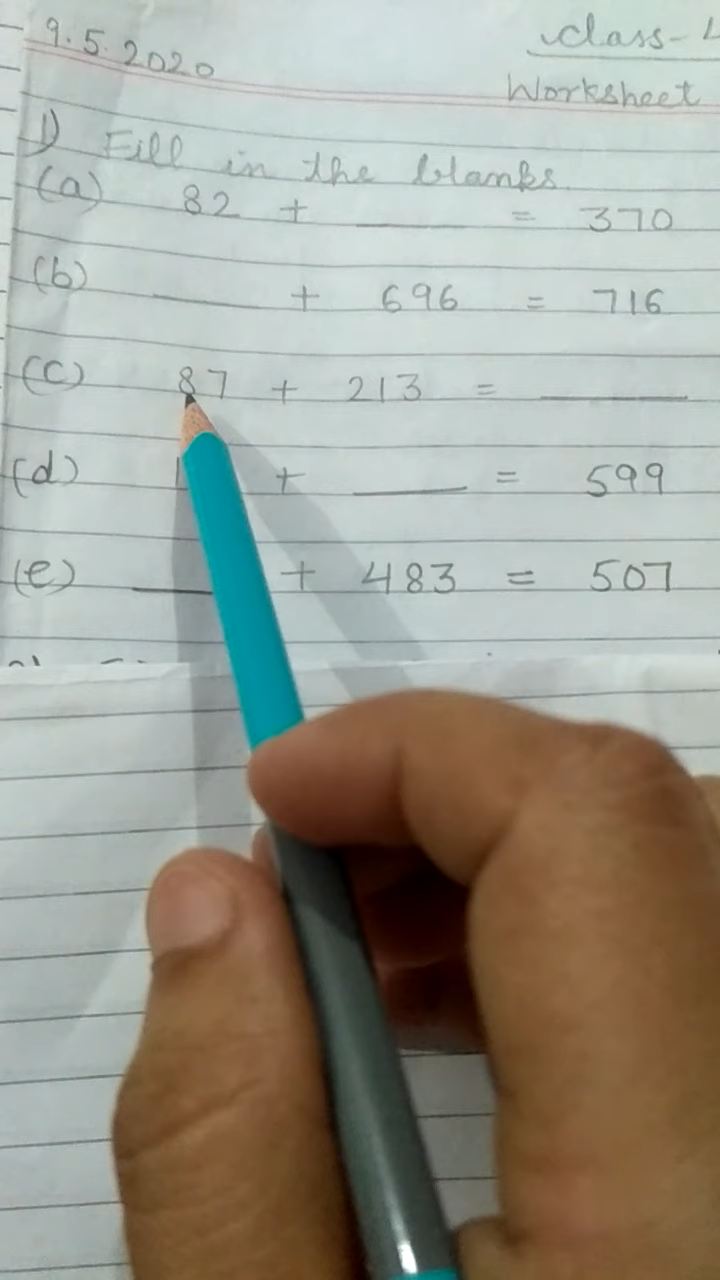 9.5.2020
Class-
Worksheet
1) Fill in the blanks.
(a) 82 + ____ = 370
(b) ____ + 696 = 716
(c) 87 + 213 = ____
(d) + ____ = 599
(e) ____ + 483 = 507